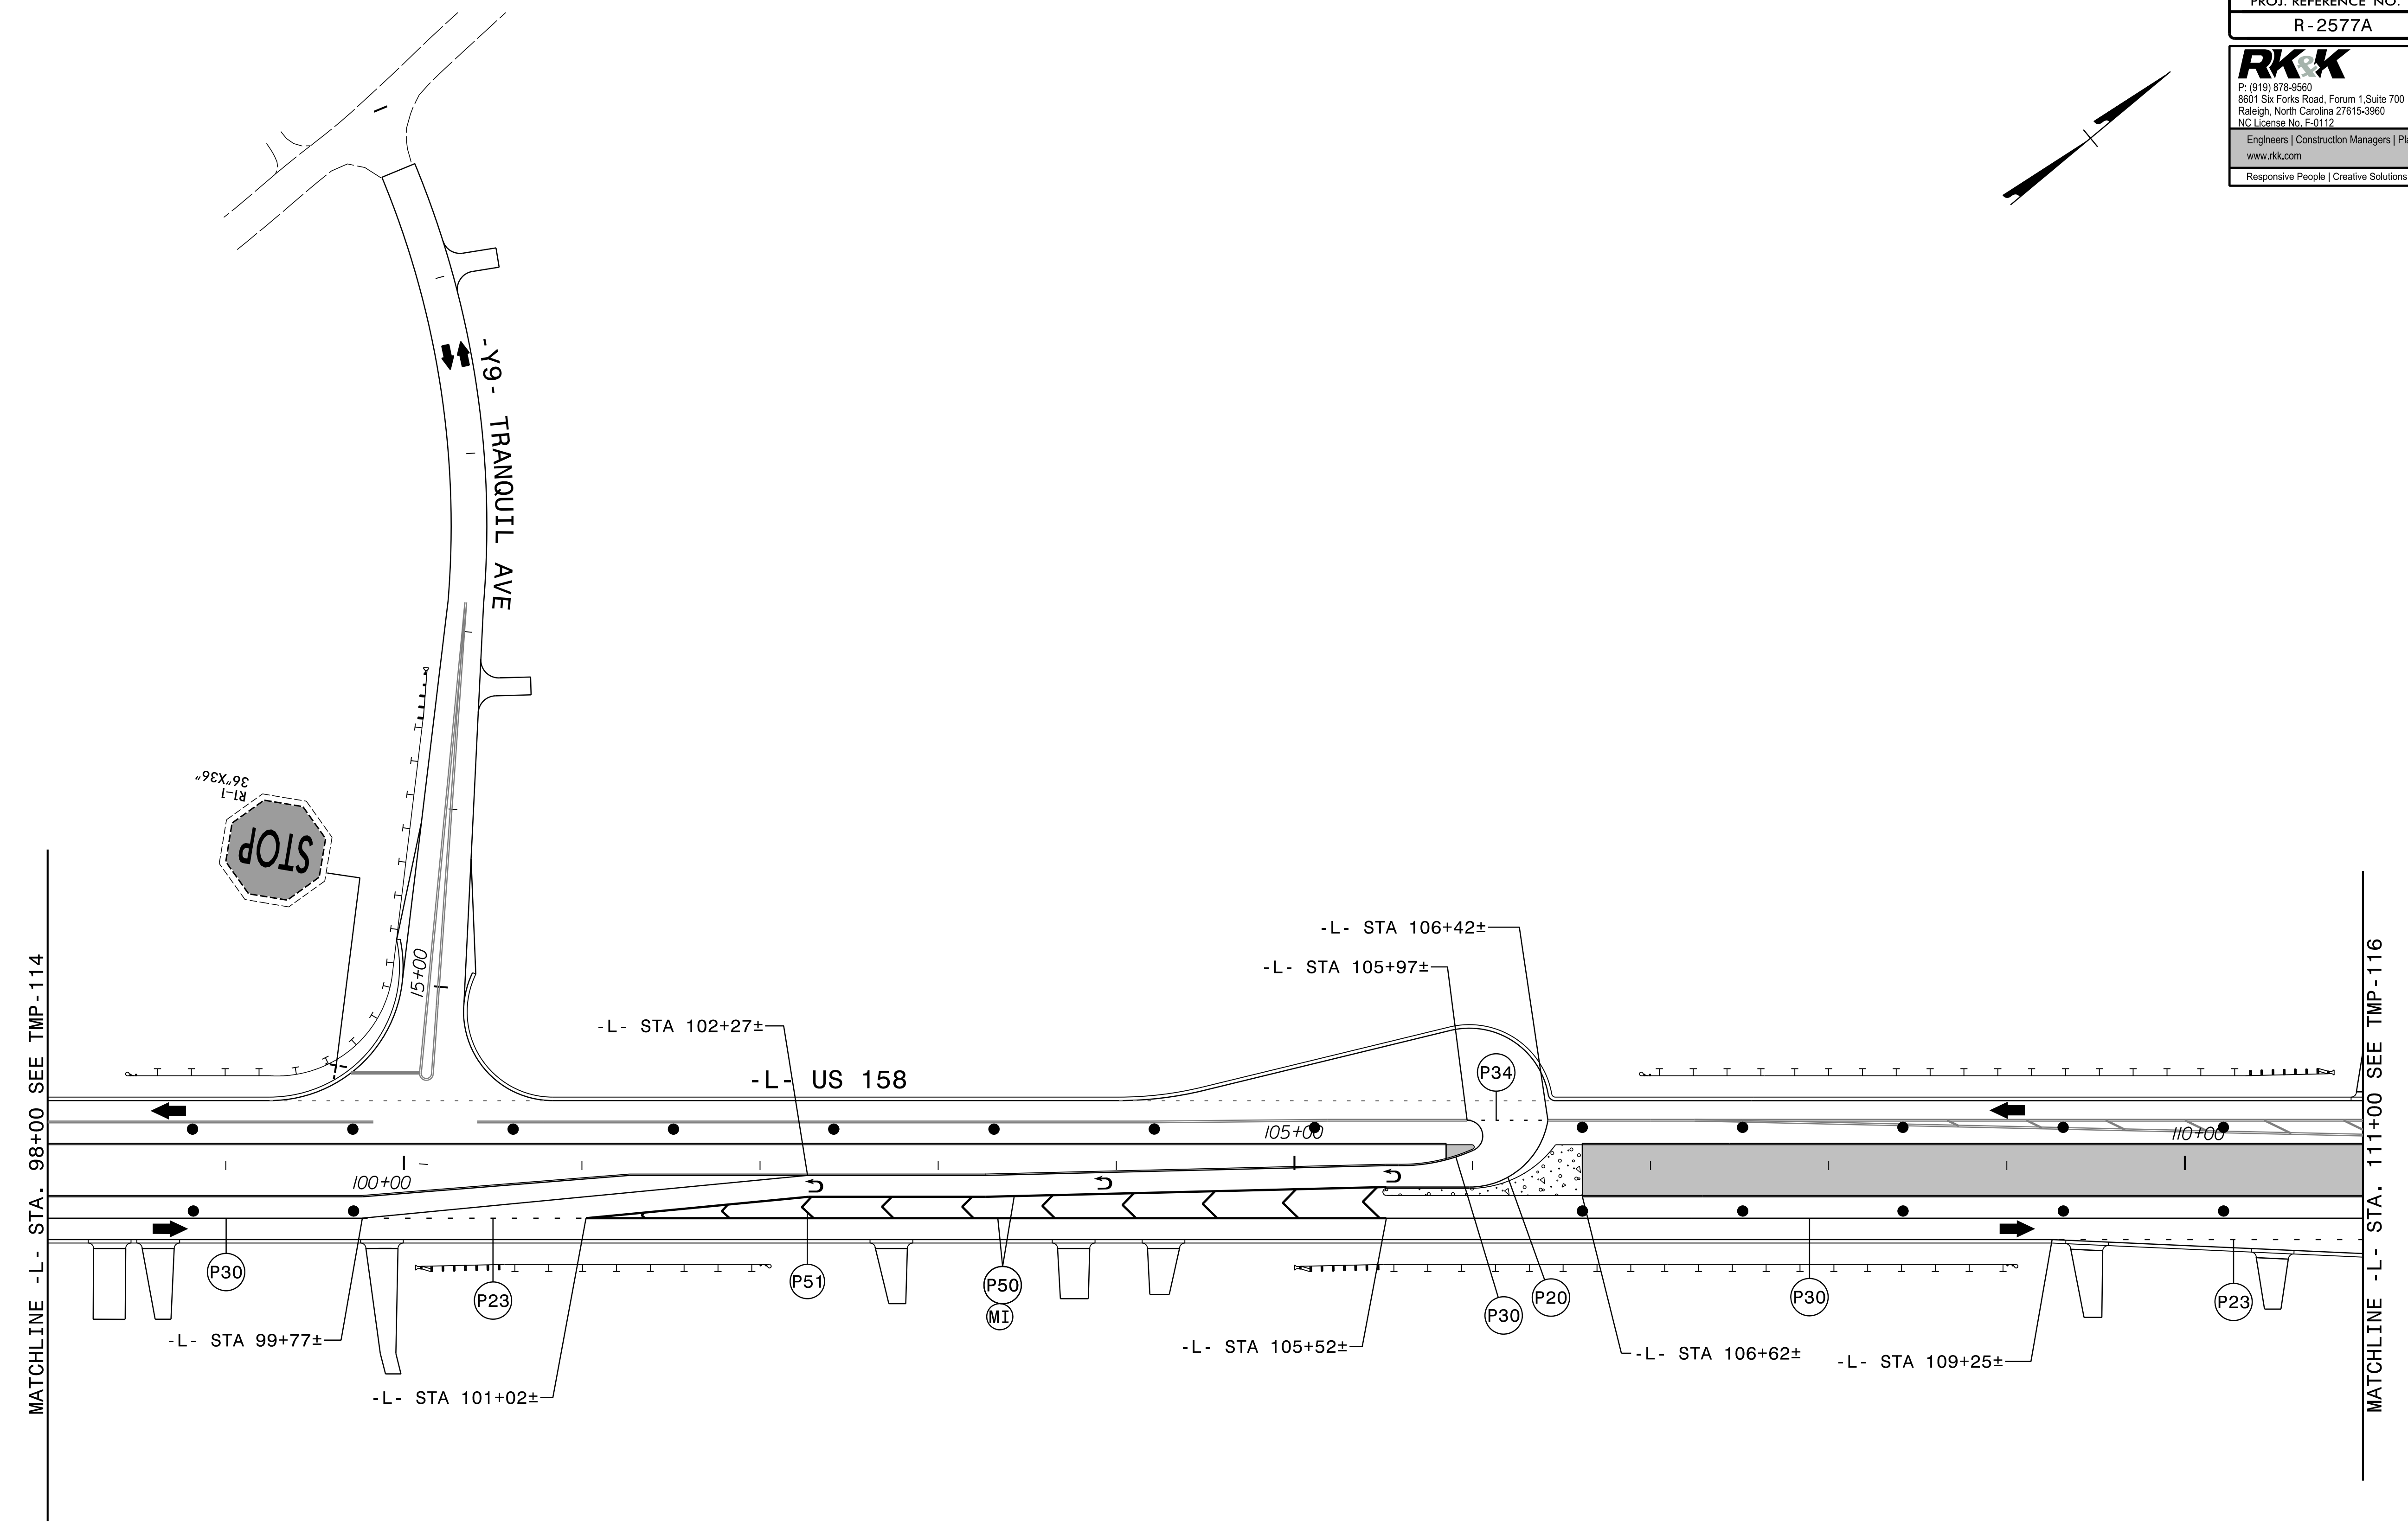 PROJ. REFERENCE NO.
R-2577A
RK&K
P: (919) 878-9560
8601 Six Forks Road, Forum 1,Suite 700
Raleigh, North Carolina 27615-3960
NC License No. F-0112
Engineers | Construction Managers | Pla
www.rkk.com
Responsive People | Creative Solutions
-Y9- TRANQUIL AVE
R1-1
36"X36"
STOP
15+00
MATCHLINE -L- STA. 98+00 SEE TMP-114
-L- STA 106+42±
-L- STA 105+97±
-L- STA 102+27±
-L- US 158
P34
105+00
110+00
100+00
P30
P23
P51
P50
MI
P30
P20
P30
P23
-L- STA 99+77±
-L- STA 105+52±
-L- STA 106+62±
-L- STA 109+25±
-L- STA 101+02±
MATCHLINE -L- STA. 111+00 SEE TMP-116